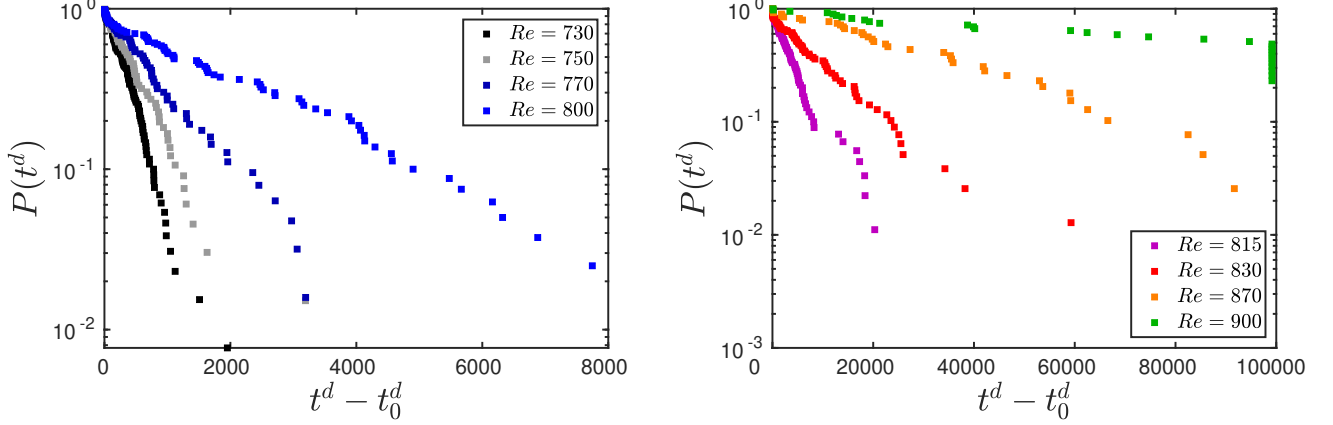 10^0
10^{-1}
10^{-2}
P(t^d)
Re = 730
Re = 750
Re = 770
Re = 800
0 2000 4000 6000 8000
t^d − t_0^d
10^0
10^{-1}
10^{-2}
10^{-3}
P(t^d)
Re = 815
Re = 830
Re = 870
Re = 900
0 20000 40000 60000 80000 100000
t^d − t_0^d